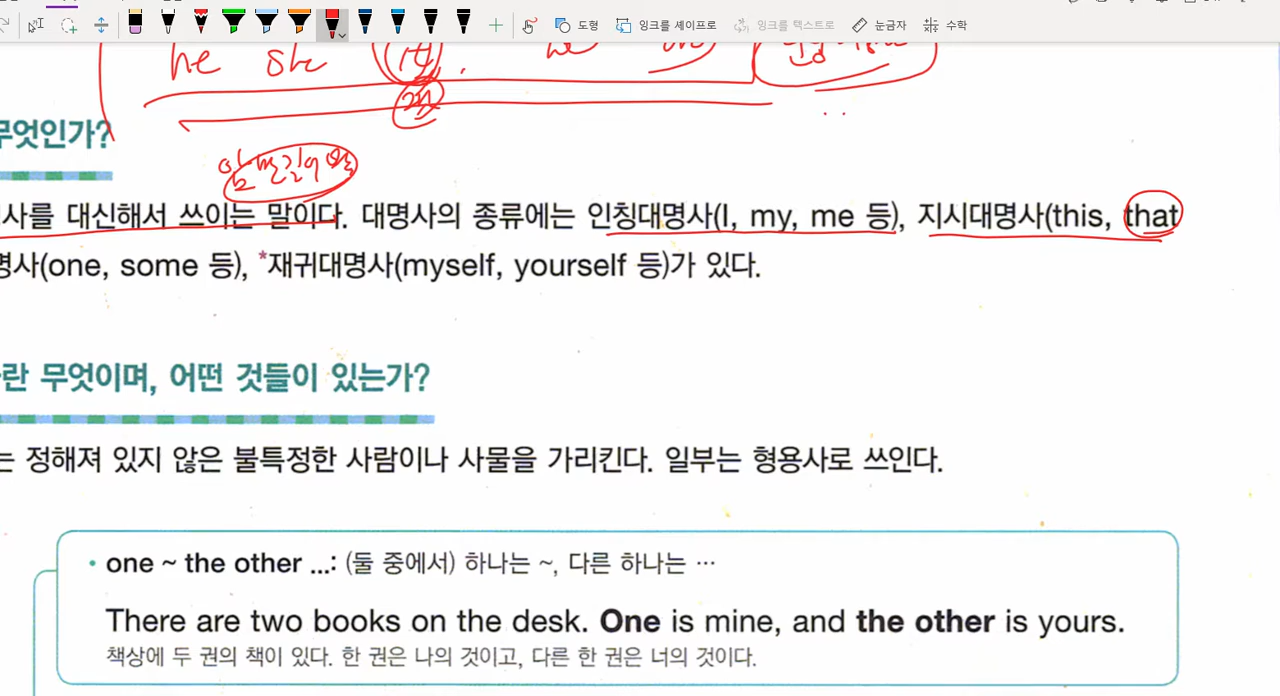 도형 잉크를 셰이프로 잉크를 텍스트로 눈금자 수학
he she it
무엇인가?
사를 대신해서 쓰이는 말이다. 대명사의 종류에는 인칭대명사(I, my, me 등), 지시대명사(this, that
명사(one, some 등), *재귀대명사(myself, yourself 등)가 있다.
란 무엇이며, 어떤 것들이 있는가?
는 정해져 있지 않은 불특정한 사람이나 사물을 가리킨다. 일부는 형용사로 쓰인다.
• one ~ the other ...: (둘 중에서) 하나는 ~, 다른 하나는 ···
There are two books on the desk. One is mine, and the other is yours.
책상에 두 권의 책이 있다. 한 권은 나의 것이고, 다른 한 권은 너의 것이다.